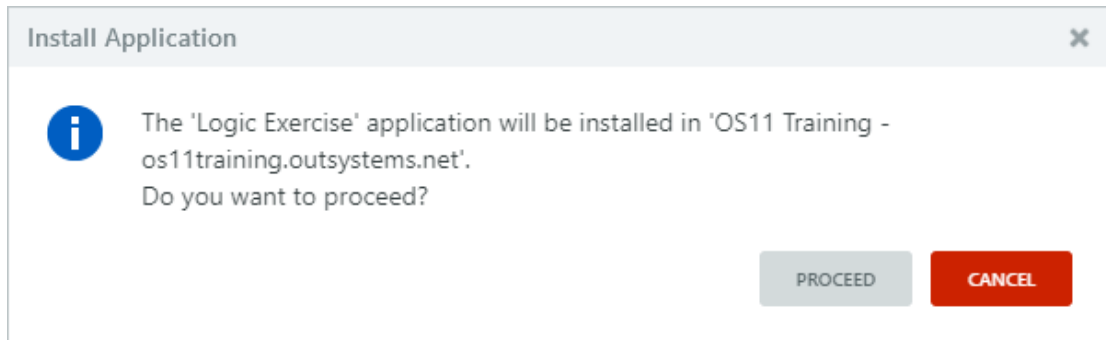 Install Application
The 'Logic Exercise' application will be installed in 'OS11 Training -
os11training.outsystems.net'.
Do you want to proceed?
PROCEED
CANCEL